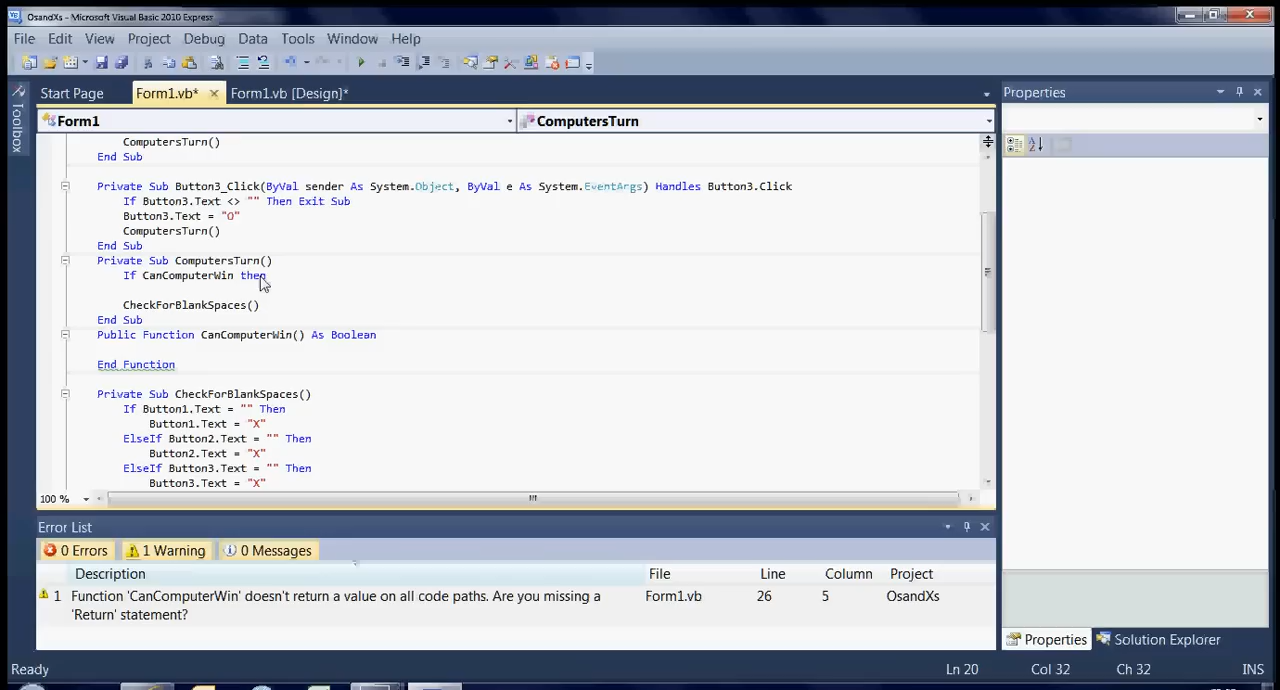 OsandXs - Microsoft Visual Basic 2010 Express
File Edit View Project Debug Data Tools Window Help
Start Page Form1.vb* Form1.vb [Design]*
Properties
Toolbox
Form1 ComputersTurn
ComputersTurn()
End Sub
Private Sub Button3_Click(ByVal sender As System.Object, ByVal e As System.EventArgs) Handles Button3.Click
If Button3.Text <> "" Then Exit Sub
Button3.Text = "O"
ComputersTurn()
End Sub
Private Sub ComputersTurn()
If CanComputerWin then
CheckForBlankSpaces()
End Sub
Public Function CanComputerWin() As Boolean
End Function
Private Sub CheckForBlankSpaces()
If Button1.Text = "" Then
Button1.Text = "X"
ElseIf Button2.Text = "" Then
Button2.Text = "X"
ElseIf Button3.Text = "" Then
Button3.Text = "X"
100 %
Error List
0 Errors 1 Warning 0 Messages
Description File Line Column Project
1 Function 'CanComputerWin' doesn't return a value on all code paths. Are you missing a Form1.vb 26 5 OsandXs
'Return' statement?
Properties Solution Explorer
Ready Ln 20 Col 32 Ch 32 INS